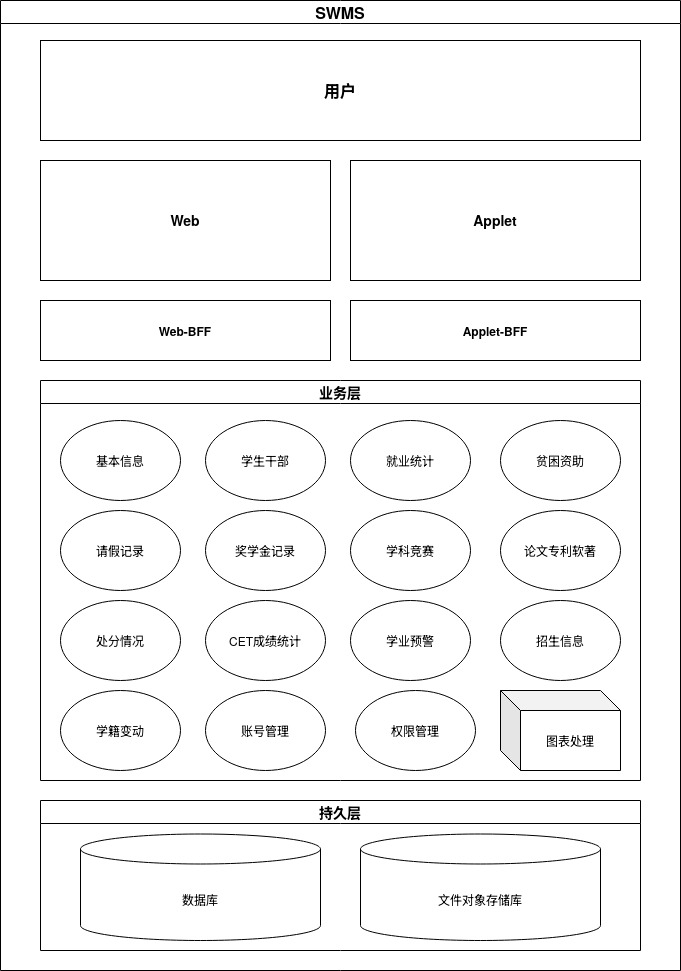 SWMS
用户
Web
Applet
Web-BFF
Applet-BFF
业务层
基本信息
学生干部
就业统计
贫困资助
请假记录
奖学金记录
学科竞赛
论文专利软著
处分情况
CET成绩统计
学业预警
招生信息
学籍变动
账号管理
权限管理
图表处理
持久层
数据库
文件对象存储库